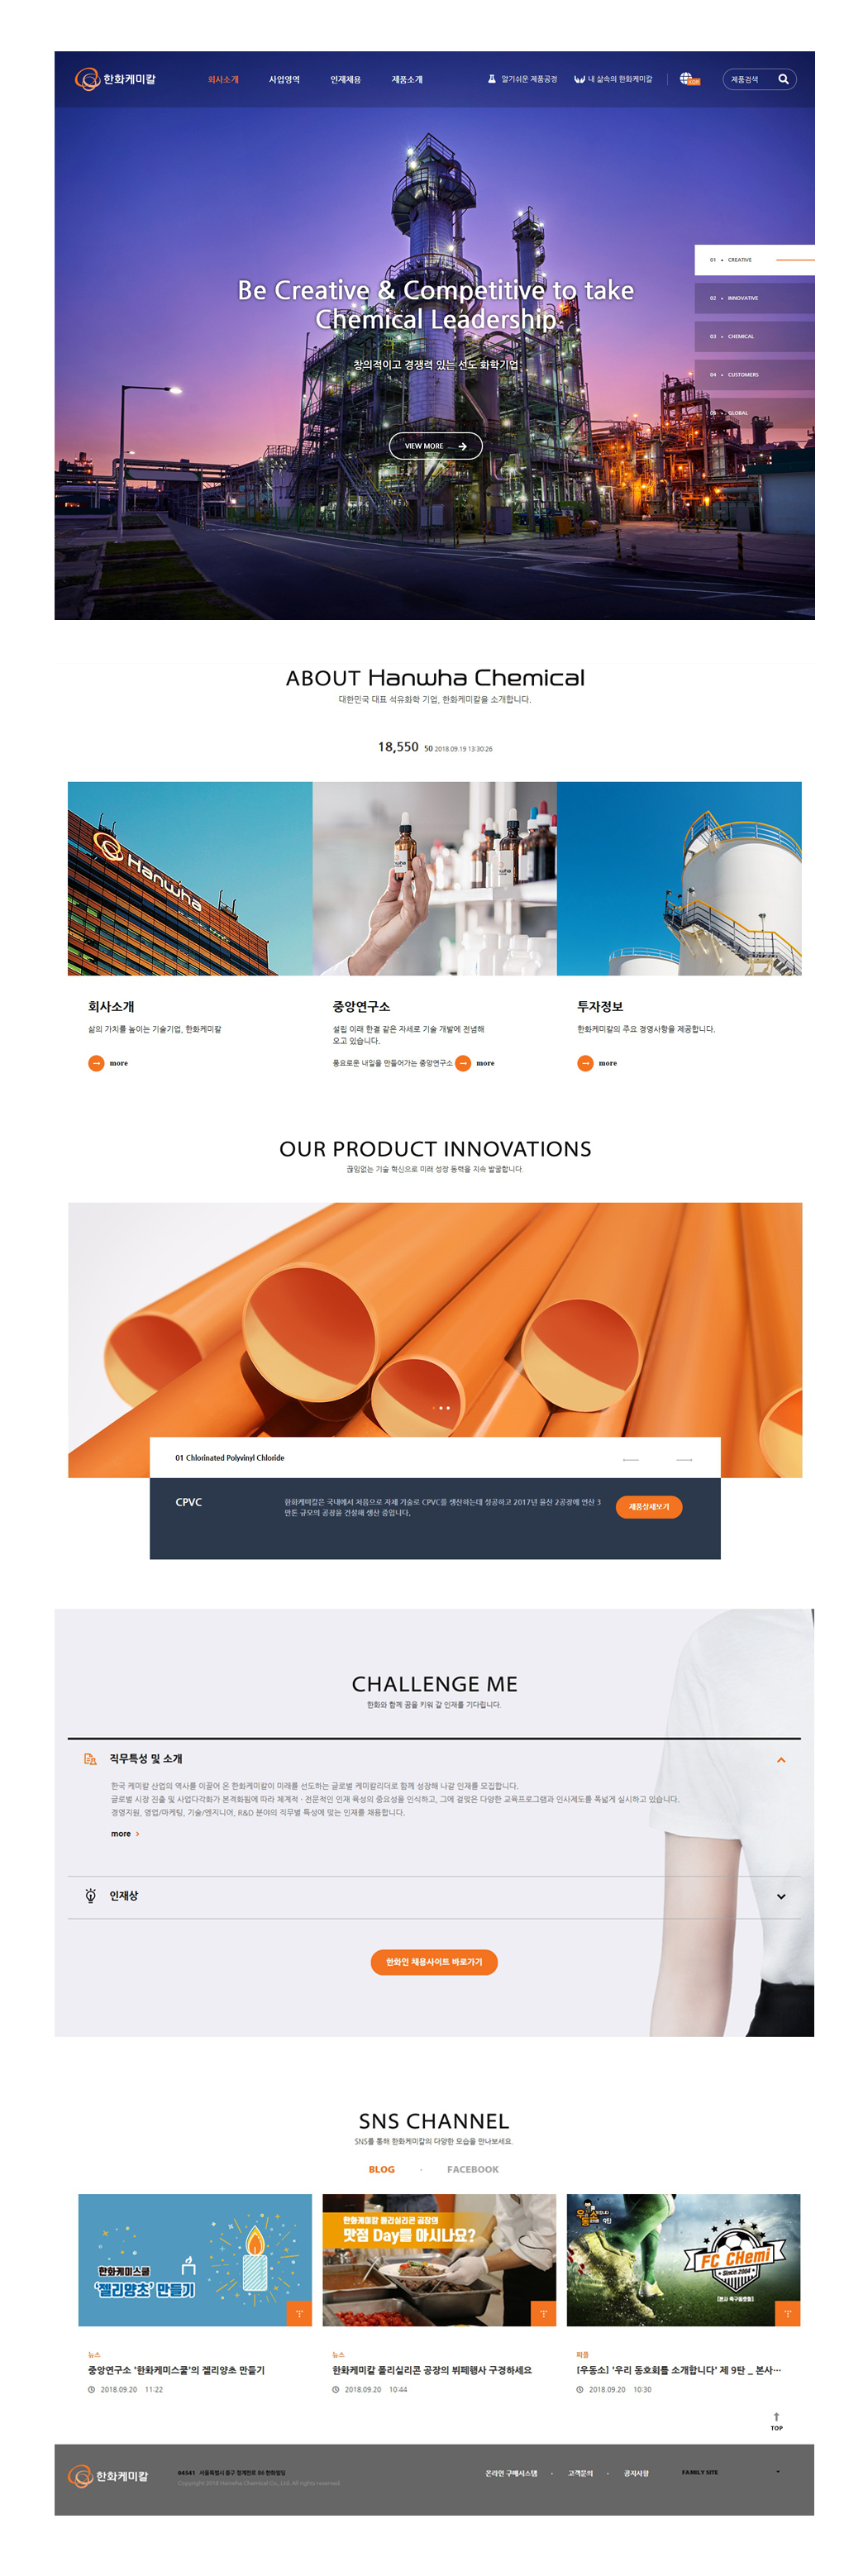 한화케미칼
회사소개
사업영역
인재채용
제품소개
알기쉬운 제품공정
내 삶속의 한화케미칼
KOR
제품검색
Be Creative & Competitive to take
Chemical Leadership.
창의적이고 경쟁력 있는 선도 화학기업
VIEW MORE
01 • CREATIVE
02 • INNOVATIVE
03 • CHEMICAL
04 • CUSTOMERS
05 • GLOBAL
ABOUT Hanwha Chemical
대한민국 대표 석유화학 기업, 한화케미칼을 소개합니다.
18,550 50 2018.09.19 13:30:26
Hanwha
회사소개
삶의 가치를 높이는 기술기업, 한화케미칼
more
중앙연구소
설립 이래 한결 같은 자세로 기술 개발에 전념해
오고 있습니다.
풍요로운 내일을 만들어가는 중앙연구소
more
투자정보
한화케미칼의 주요 경영사항을 제공합니다.
more
OUR PRODUCT INNOVATIONS
끊임없는 기술 혁신으로 미래 성장 동력을 지속 발굴합니다.
01 Chlorinated Polyvinyl Chloride
CPVC
한화케미칼은 국내에서 처음으로 자체 기술로 CPVC를 생산하는데 성공하고 2017년 울산 2공장에 연산 3
만톤 규모의 공장을 건설해 생산 중입니다.
제품상세보기
CHALLENGE ME
한화와 함께 꿈을 키워 갈 인재를 기다립니다.
직무특성 및 소개
한국 케미칼 산업의 역사를 이끌어 온 한화케미칼이 미래를 선도하는 글로벌 케미칼리더로 함께 성장해 나갈 인재를 모집합니다.
글로벌 시장 진출 및 사업다각화가 본격화됨에 따라 체계적 · 전문적인 인재 육성의 중요성을 인식하고, 그에 걸맞은 다양한 교육프로그램과 인사제도를 폭넓게 실시하고 있습니다.
경영지원, 영업/마케팅, 기술/엔지니어, R&D 분야의 직무별 특성에 맞는 인재를 채용합니다.
more
인재상
한화인 채용사이트 바로가기
SNS CHANNEL
SNS를 통해 한화케미칼의 다양한 모습을 만나보세요.
BLOG · FACEBOOK
한화케미스쿨
'젤리양초' 만들기
한화케미칼 폴리실리콘 공장의
맛점 Day를 아시나요?
9탄
FC CHemi
Since 2004
[본사 축구동호회]
뉴스
중앙연구소 '한화케미스쿨'의 젤리양초 만들기
2018.09.20 11:22
뉴스
한화케미칼 폴리실리콘 공장의 뷔페행사 구경하세요
2018.09.20 10:44
피플
[우동소] '우리 동호회를 소개합니다' 제 9탄 _ 본사···
2018.09.20 10:30
TOP
한화케미칼
04541 서울특별시 중구 청계천로 86 한화빌딩
Copyright 2018 Hanwha Chemical Co., Ltd. All rights reserved.
온라인 구매시스템 · 고객문의 · 공지사항
FAMILY SITE